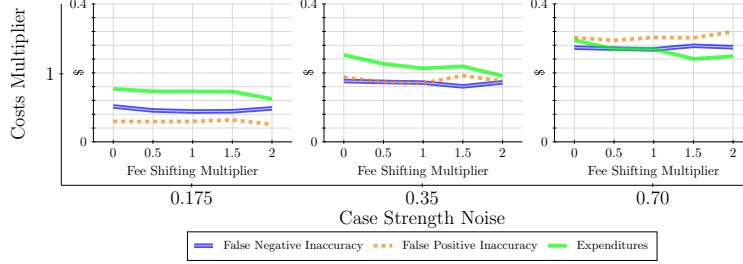 Costs Multiplier
1
0.4
$
0
0 0.5 1 1.5 2
Fee Shifting Multiplier
0.175
0.4
$
0
0 0.5 1 1.5 2
Fee Shifting Multiplier
0.35
0.4
$
0
0 0.5 1 1.5 2
Fee Shifting Multiplier
0.70
Case Strength Noise
False Negative Inaccuracy False Positive Inaccuracy Expenditures